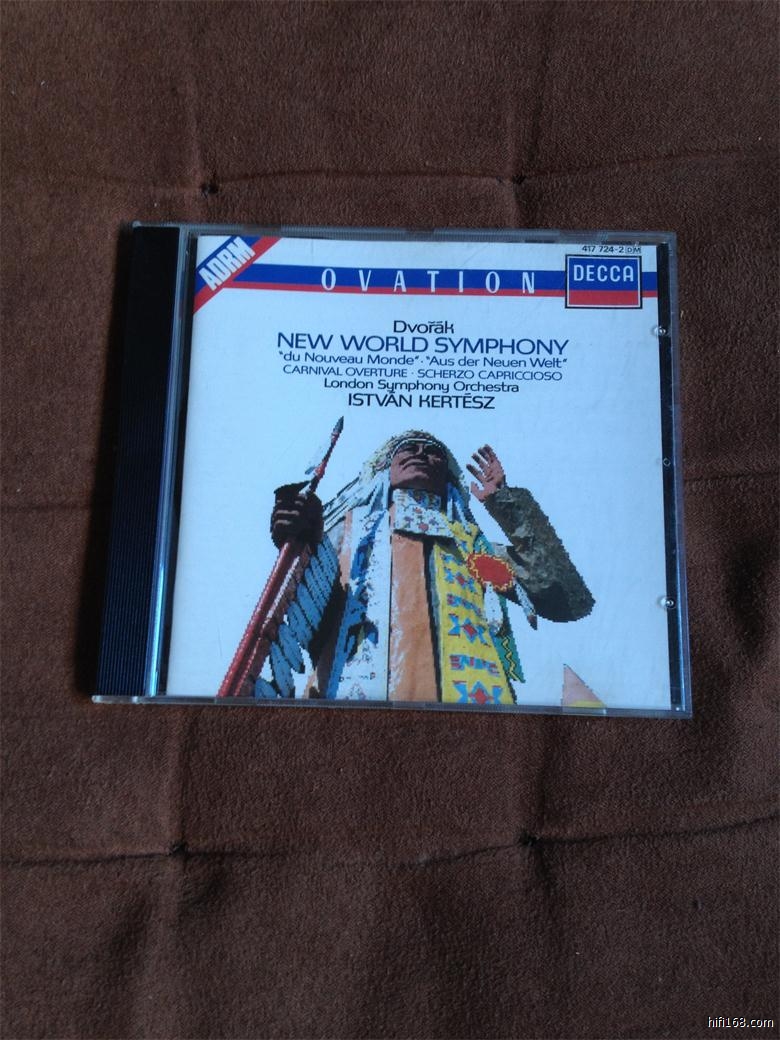 417 724-2 DM
ADRM
OVATION
DECCA
Dvořák
NEW WORLD SYMPHONY
"du Nouveau Monde" · "Aus der Neuen Welt"
CARNIVAL OVERTURE · SCHERZO CAPRICCIOSO
London Symphony Orchestra
ISTVÁN KERTÉSZ
hifi168.com